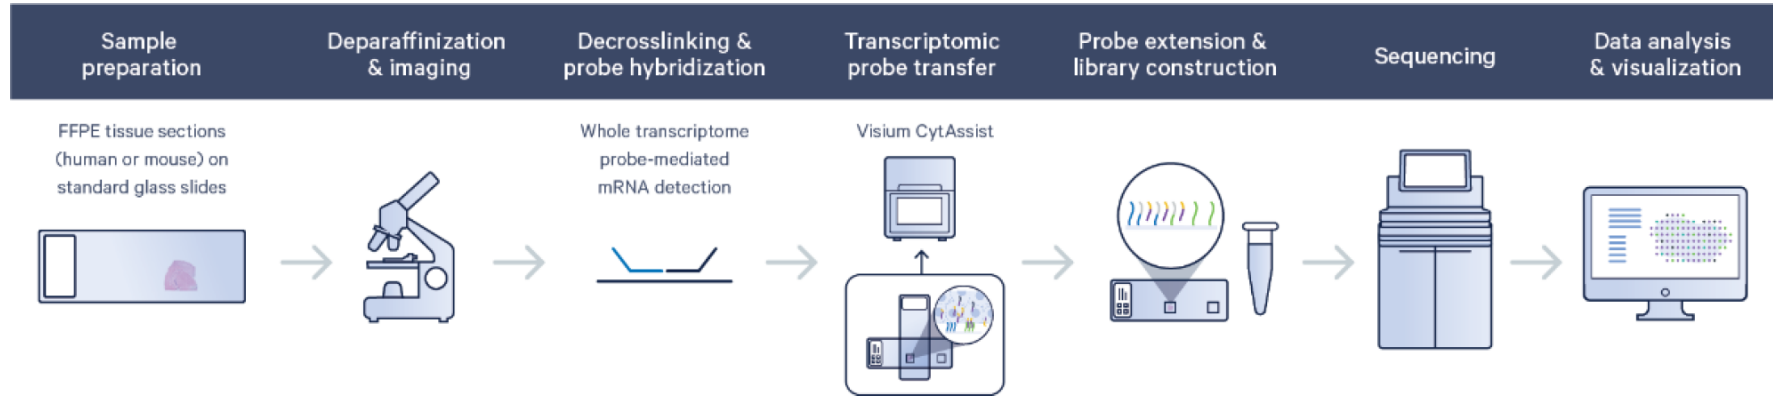 Sample
preparation
Deparaffinization
& imaging
Decrosslinking &
probe hybridization
Transcriptomic
probe transfer
Probe extension &
library construction
Sequencing
Data analysis
& visualization
FFPE tissue sections
(human or mouse) on
standard glass slides
Whole transcriptome
probe-mediated
mRNA detection
Visium CytAssist